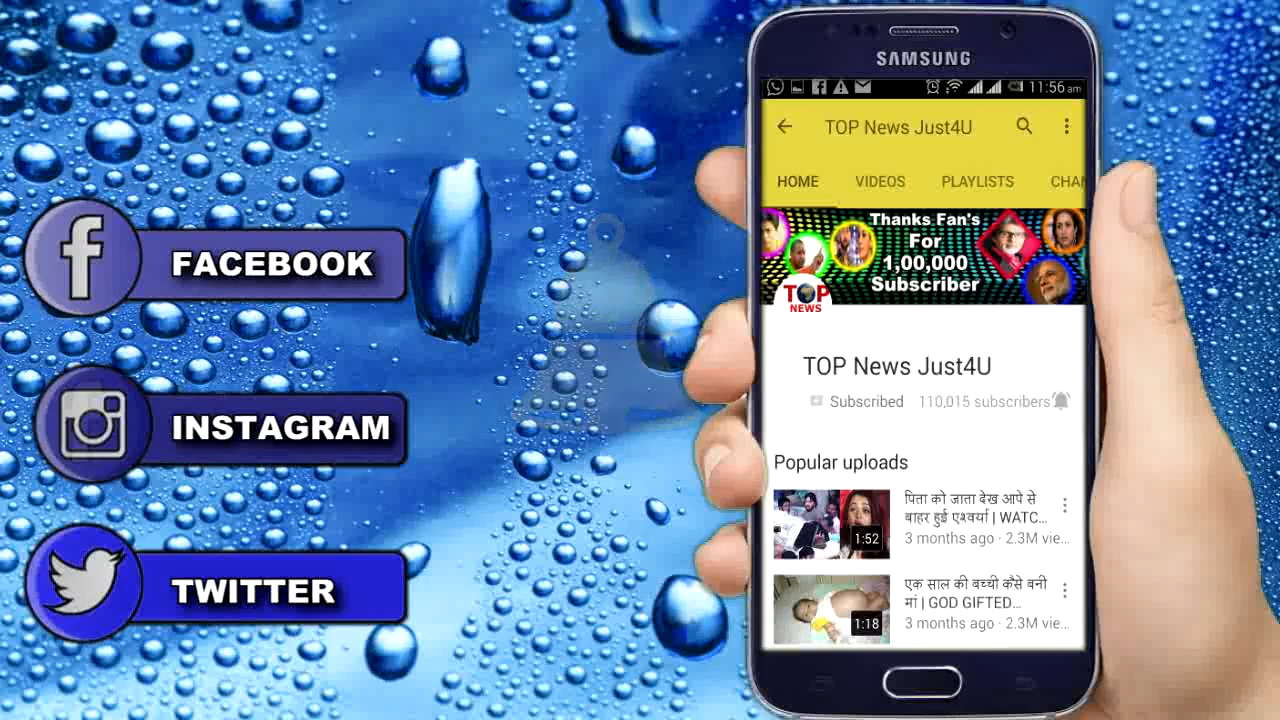 FACEBOOK
INSTAGRAM
TWITTER
SAMSUNG
11:56 am
TOP News Just4U
HOME VIDEOS PLAYLISTS CHAN
Thanks Fan's
For
1,00,000
Subscriber
TOP
NEWS
TOP News Just4U
Subscribed 110,015 subscribers
Popular uploads
पिता को जाता देख आपे से
बाहर हुई एश्वर्या | WATC...
3 months ago · 2.3M vie...
1:52
एक साल की बच्ची कैसे बनी
मां | GOD GIFTED...
3 months ago · 2.3M vie...
1:18